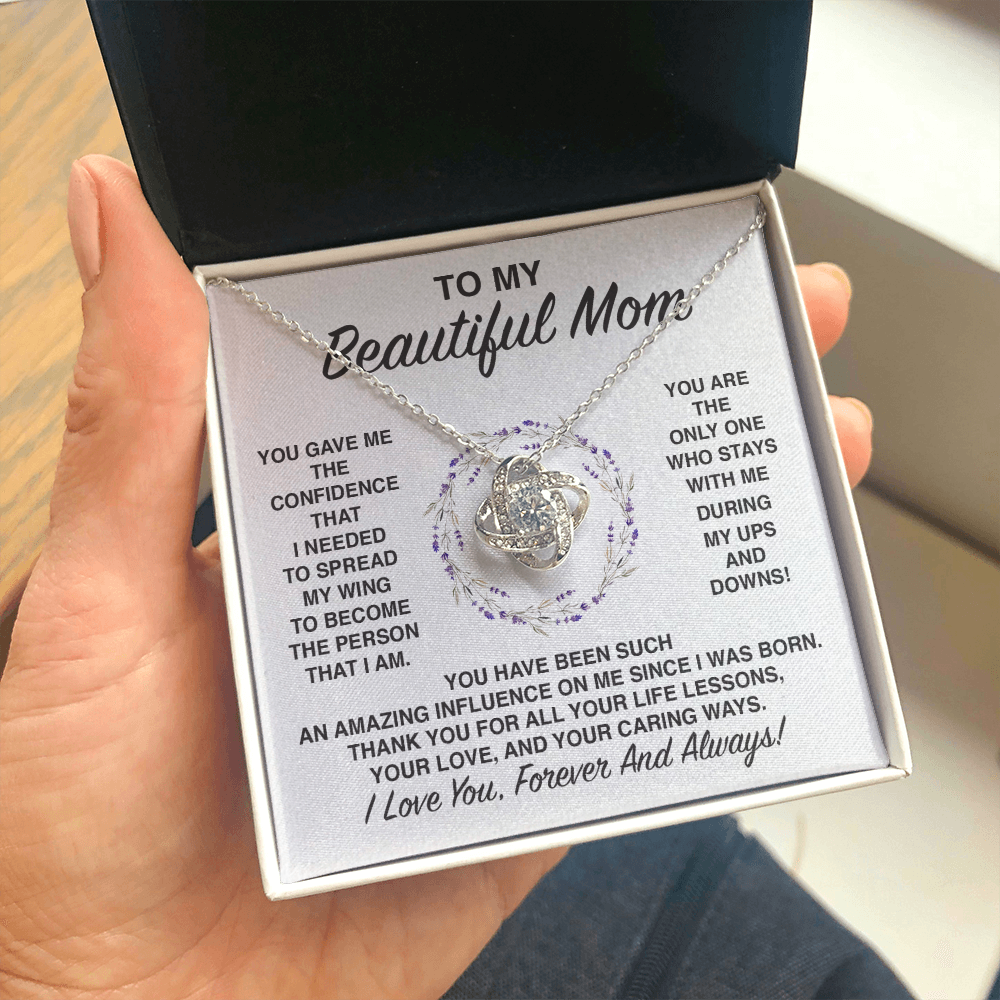 TO MY
Beautiful Mom
YOU GAVE ME
THE
CONFIDENCE
THAT
I NEEDED
TO SPREAD
MY WING
TO BECOME
THE PERSON
THAT I AM.
YOU ARE
THE
ONLY ONE
WHO STAYS
WITH ME
DURING
MY UPS
AND
DOWNS!
YOU HAVE BEEN SUCH
AN AMAZING INFLUENCE ON ME SINCE I WAS BORN.
THANK YOU FOR ALL YOUR LIFE LESSONS,
YOUR LOVE, AND YOUR CARING WAYS.
I Love You, Forever And Always!